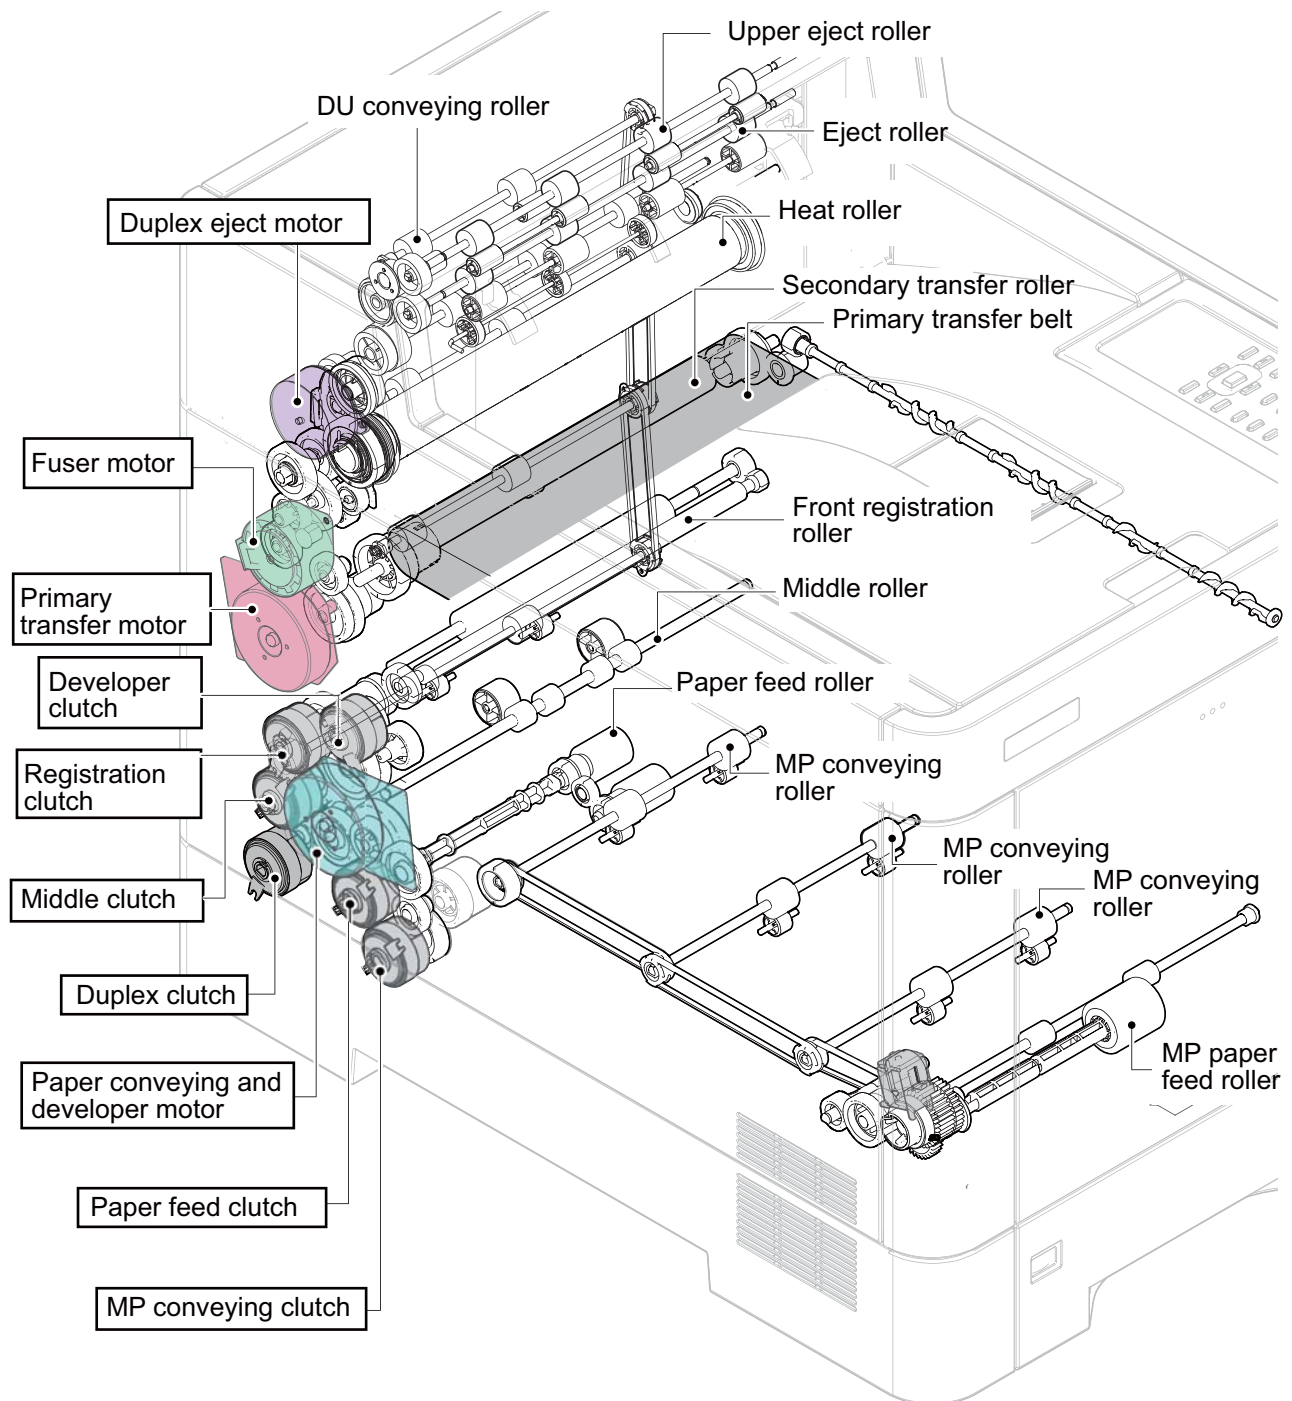 Upper eject roller
DU conveying roller
Eject roller
Duplex eject motor
Heat roller
Secondary transfer roller
Primary transfer belt
Fuser motor
Front registration
roller
Primary
transfer motor
Middle roller
Developer
clutch
Paper feed roller
Registration
clutch
MP conveying
roller
MP conveying
roller
MP conveying
roller
Middle clutch
Duplex clutch
MP paper
feed roller
Paper conveying and
developer motor
Paper feed clutch
MP conveying clutch